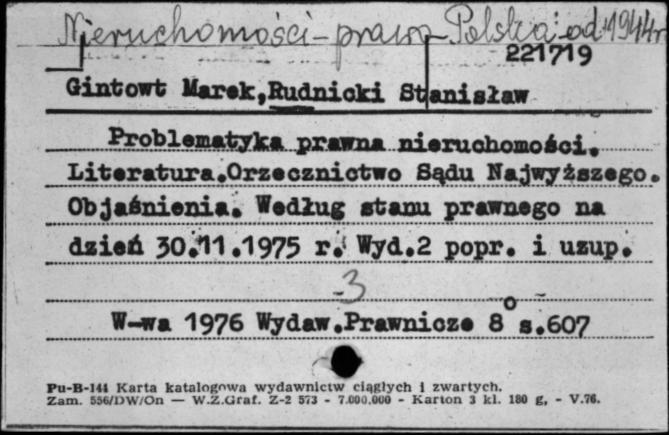 Nieruchomości - prawo - Polska - od 1944 r
221719
Gintowt Marek,Rudnicki Stanisław
Problematyka prawna nieruchomości.
Literatura.Orzecznictwo Sądu Najwyższego.
Objaśnienia. Według stanu prawnego na
dzień 30.11.1975 r. Wyd.2 popr. i uzup.
-3
W-wa 1976 Wydaw.Prawnicze 8° s.607
Pu-B-144 Karta katalogowa wydawnictw ciągłych i zwartych.
Zam. 556/DW/On — W.Z.Graf. Z-2 573 - 7.000.000 - Karton 3 kl. 180 g, - V.76.